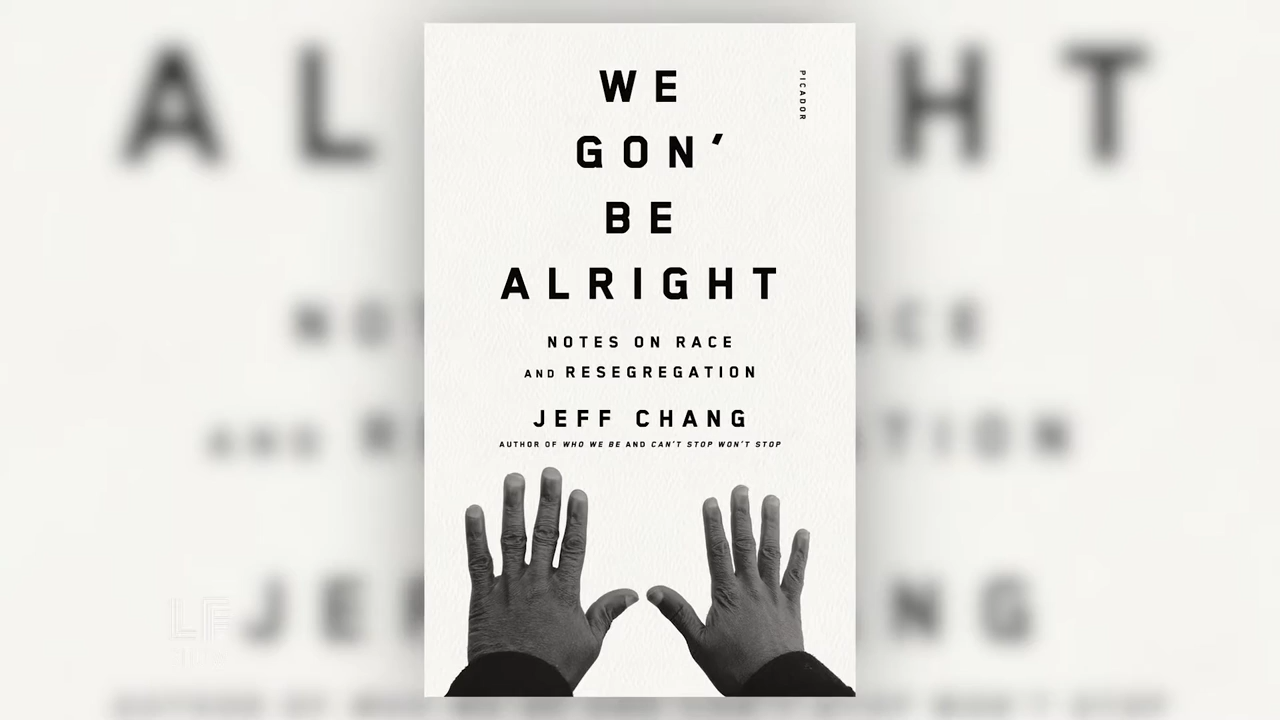 WE
GON'
BE
ALRIGHT
PICADOR
NOTES ON RACE
AND RESEGREGATION
JEFF CHANG
AUTHOR OF WHO WE BE AND CAN'T STOP WON'T STOP
LF